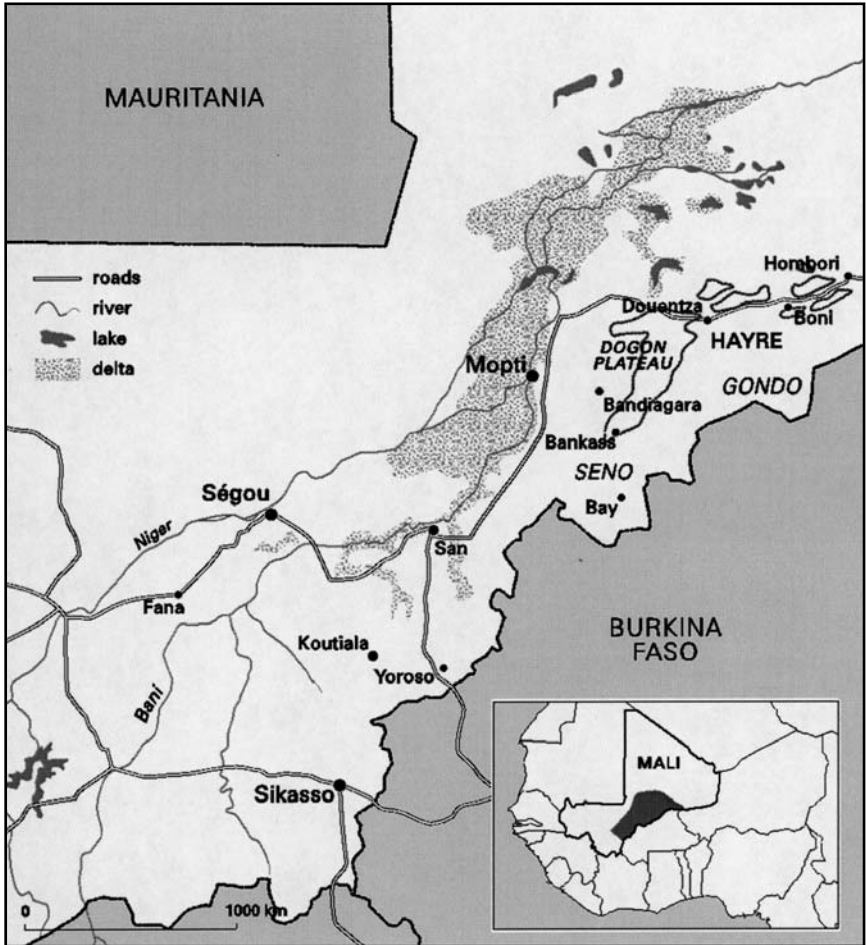 MAURITANIA
roads
river
lake
delta
Hombori
Douentza
Boni
HAYRE
DOGON
PLATEAU
Mopti
GONDO
Bandiagara
Bankass
SENO
Ségou
Bay
Niger
San
Fana
BURKINA
FASO
Koutiala
Yoroso
Bani
MALI
Sikasso
0 1000 km